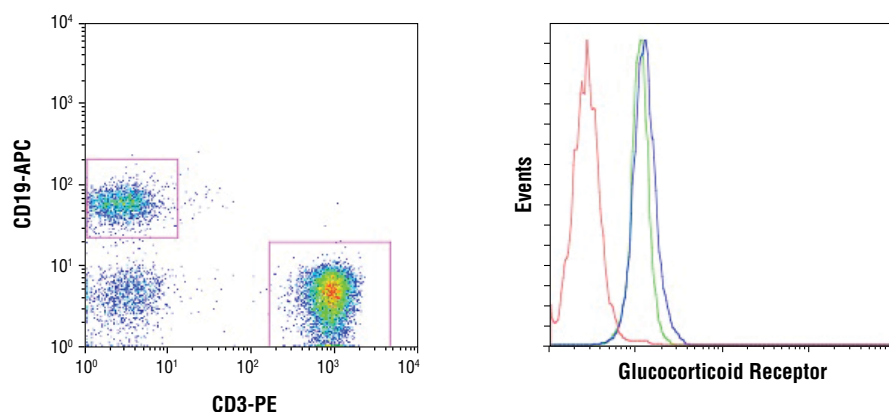 10⁴
10³
10²
10¹
10⁰
CD19-APC
10⁰ 10¹ 10² 10³ 10⁴
CD3-PE
Events
Glucocorticoid Receptor